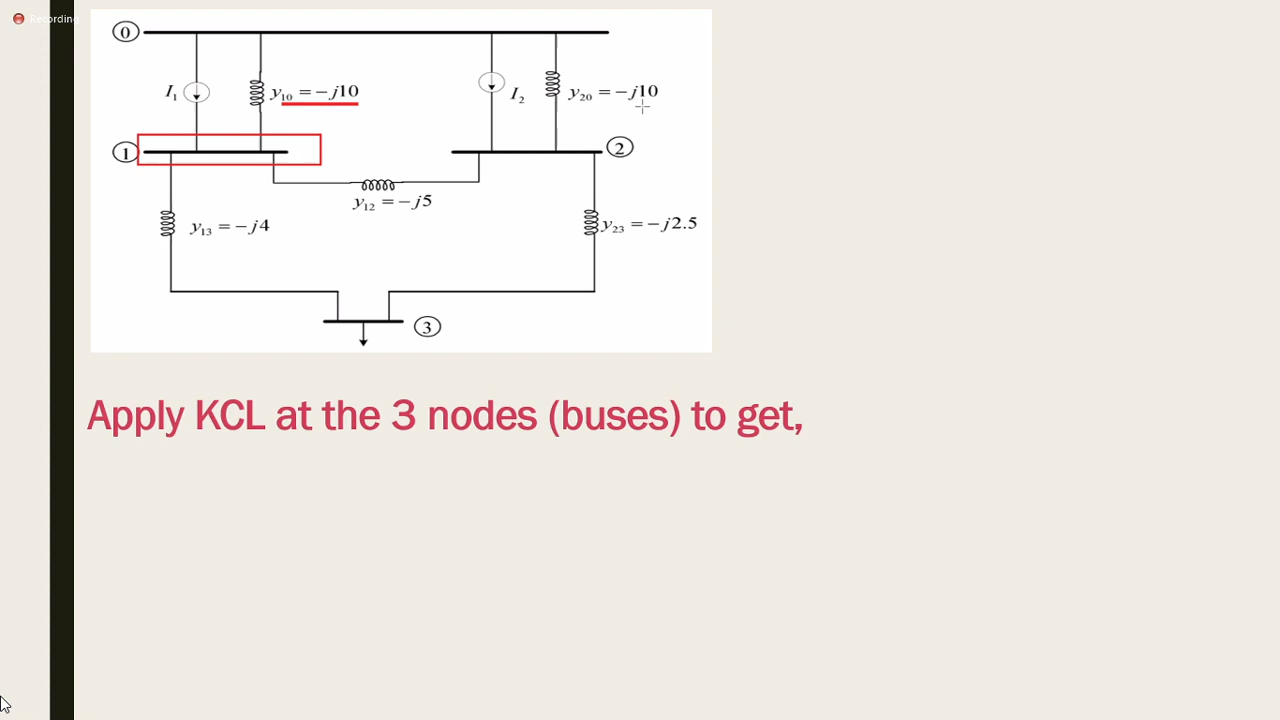 Recording
0
I₁ y₁₀ = −j10 I₂ y₂₀ = −j10
1 2
y₁₂ = −j5
y₁₃ = −j4 y₂₃ = −j2.5
3
Apply KCL at the 3 nodes (buses) to get,